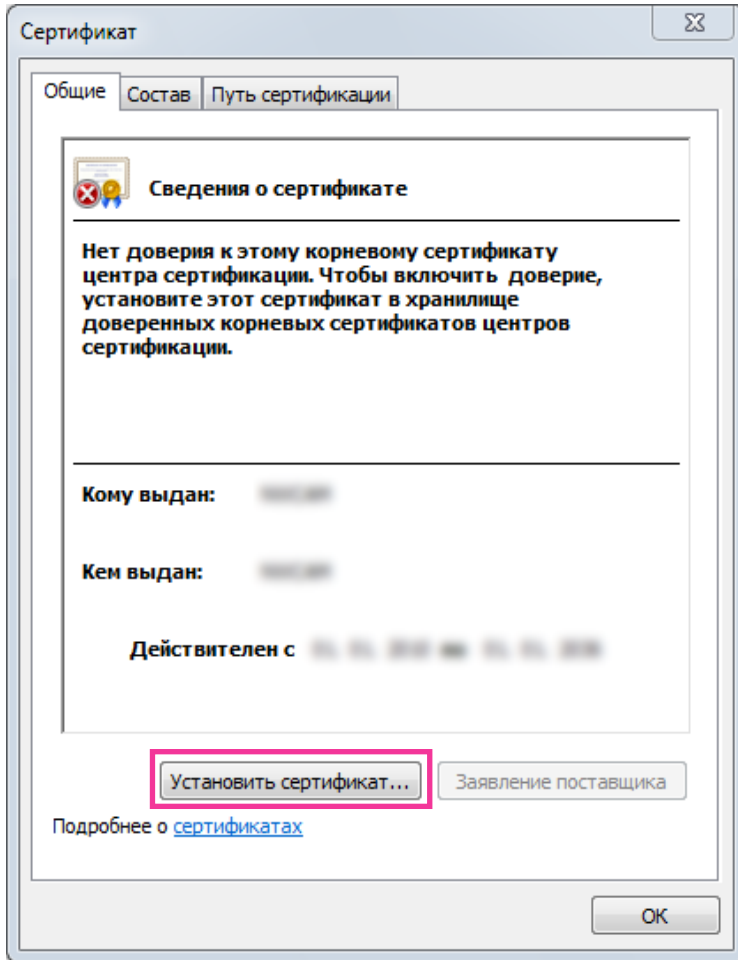 Сертификат
Общие Состав Путь сертификации
Сведения о сертификате
Нет доверия к этому корневому сертификату
центра сертификации. Чтобы включить доверие,
установите этот сертификат в хранилище
доверенных корневых сертификатов центров
сертификации.
Кому выдан:
Кем выдан:
Действителен с
Установить сертификат... Заявление поставщика
Подробнее о сертификатах
ОК